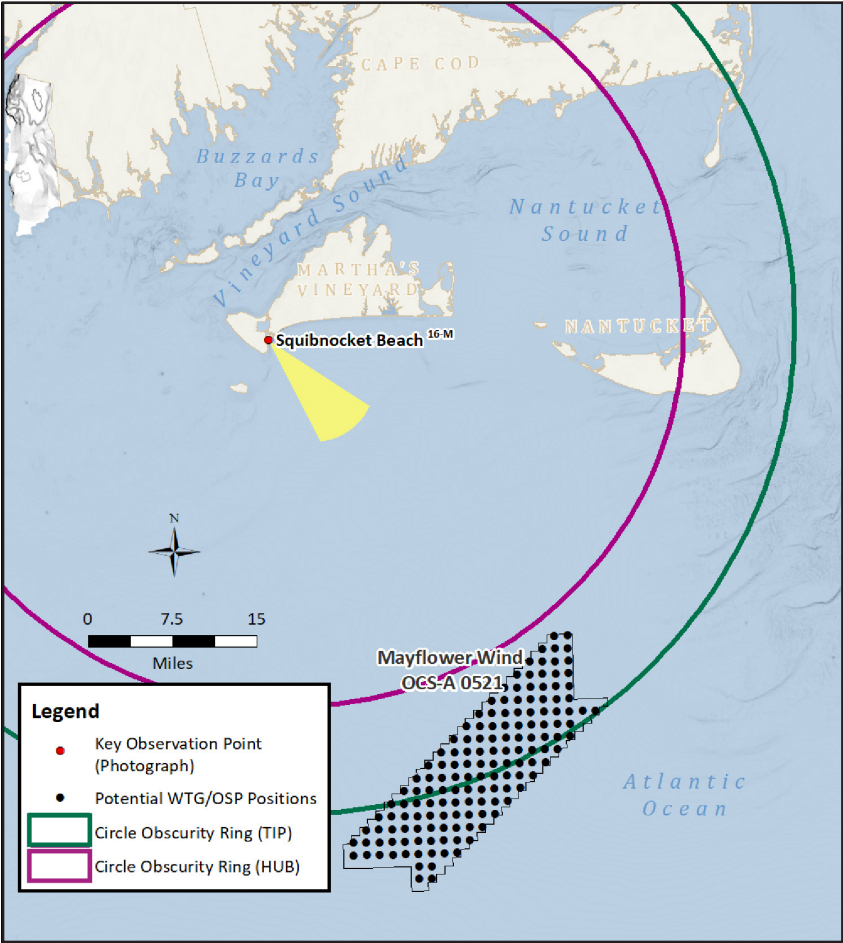 CAPE COD
Buzzards
Bay
Vineyard Sound
Nantucket
Sound
MARTHA'S
VINEYARD
NANTUCKET
Squibnocket Beach 16-M
N
0 7.5 15
Miles
Mayflower Wind
OCS-A 0521
Legend
Key Observation Point
(Photograph)
Potential WTG/OSP Positions
Circle Obscurity Ring (TIP)
Circle Obscurity Ring (HUB)
Atlantic
Ocean